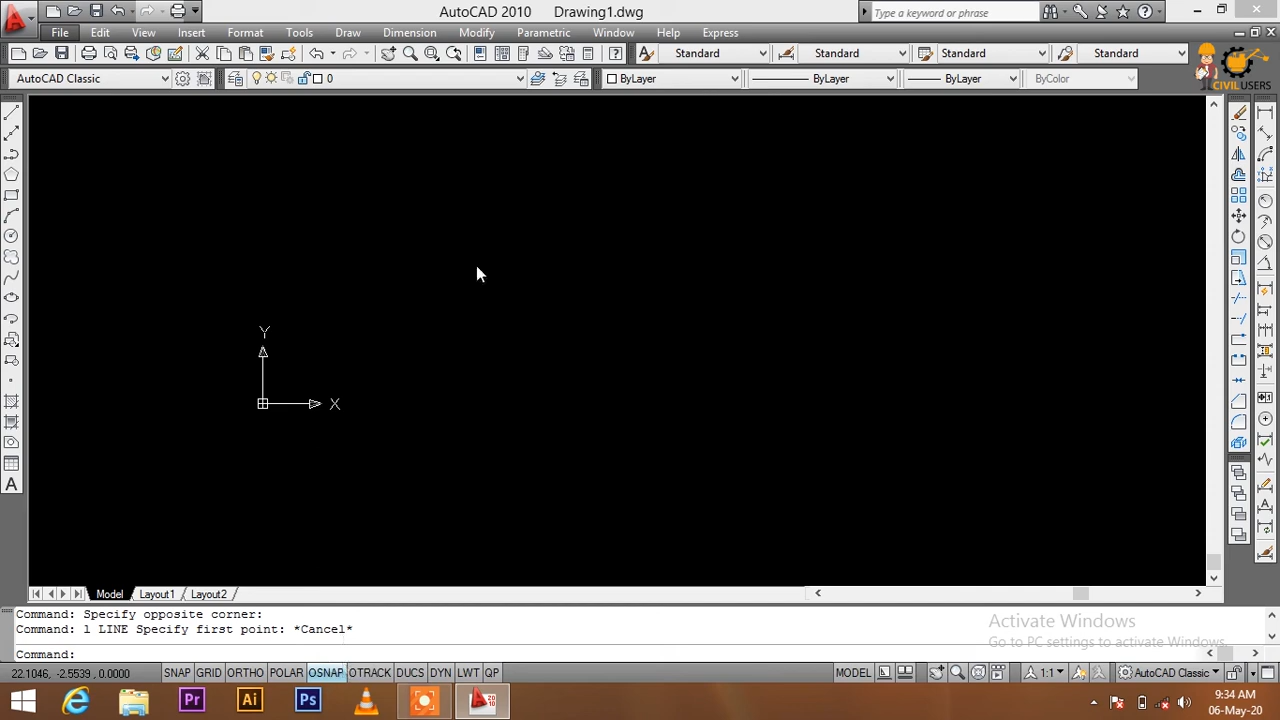 AutoCAD 2010 Drawing1.dwg
Type a keyword or phrase
File Edit View Insert Format Tools Draw Dimension Modify Parametric Window Help Express
Standard Standard Standard Standard
AutoCAD Classic 0 ByLayer ByLayer ByLayer ByColor
CIVIL USERS
Y
X
A
Model Layout1 Layout2
Command: Specify opposite corner:
Command: l LINE Specify first point: *Cancel*
Command:
Activate Windows
Go to PC settings to activate Windows.
22.1046, -2.5539, 0.0000 SNAP GRID ORTHO POLAR OSNAP OTRACK DUCS DYN LWT QP MODEL 1:1 AutoCAD Classic
Pr Ai Ps
9:34 AM
06-May-20